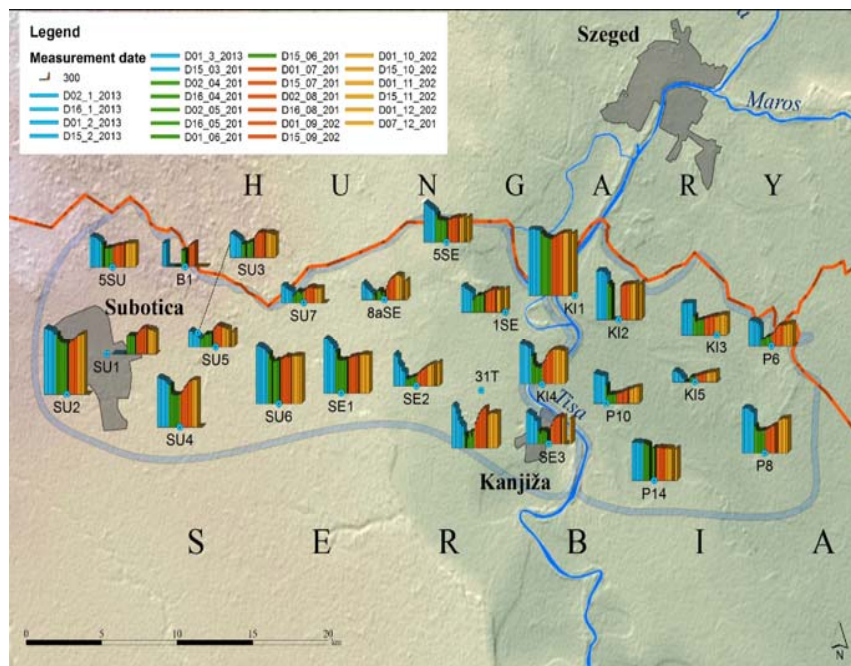 Legend
Measurement date
300
D02_1_2013
D16_1_2013
D01_2_2013
D15_2_2013
D01_3_2013
D15_03_201
D02_04_201
D16_04_201
D02_05_201
D16_05_201
D01_06_201
D15_06_201
D01_07_201
D15_07_201
D02_08_201
D16_08_201
D01_09_202
D15_09_202
D01_10_202
D15_10_202
D01_11_202
D15_11_202
D01_12_202
D07_12_201
Szeged
Maros
H U N G A R Y
5SU
B1
SU3
5SE
SU7
8aSE
1SE
KI1
KI2
KI3
P6
Subotica
SU1
SU5
SU2
SU4
SU6
SE1
SE2
31T
KI4
Tisa
P10
KI5
SE3
P8
Kanjiža
P14
S E R B I A
0 5 10 15 20
N